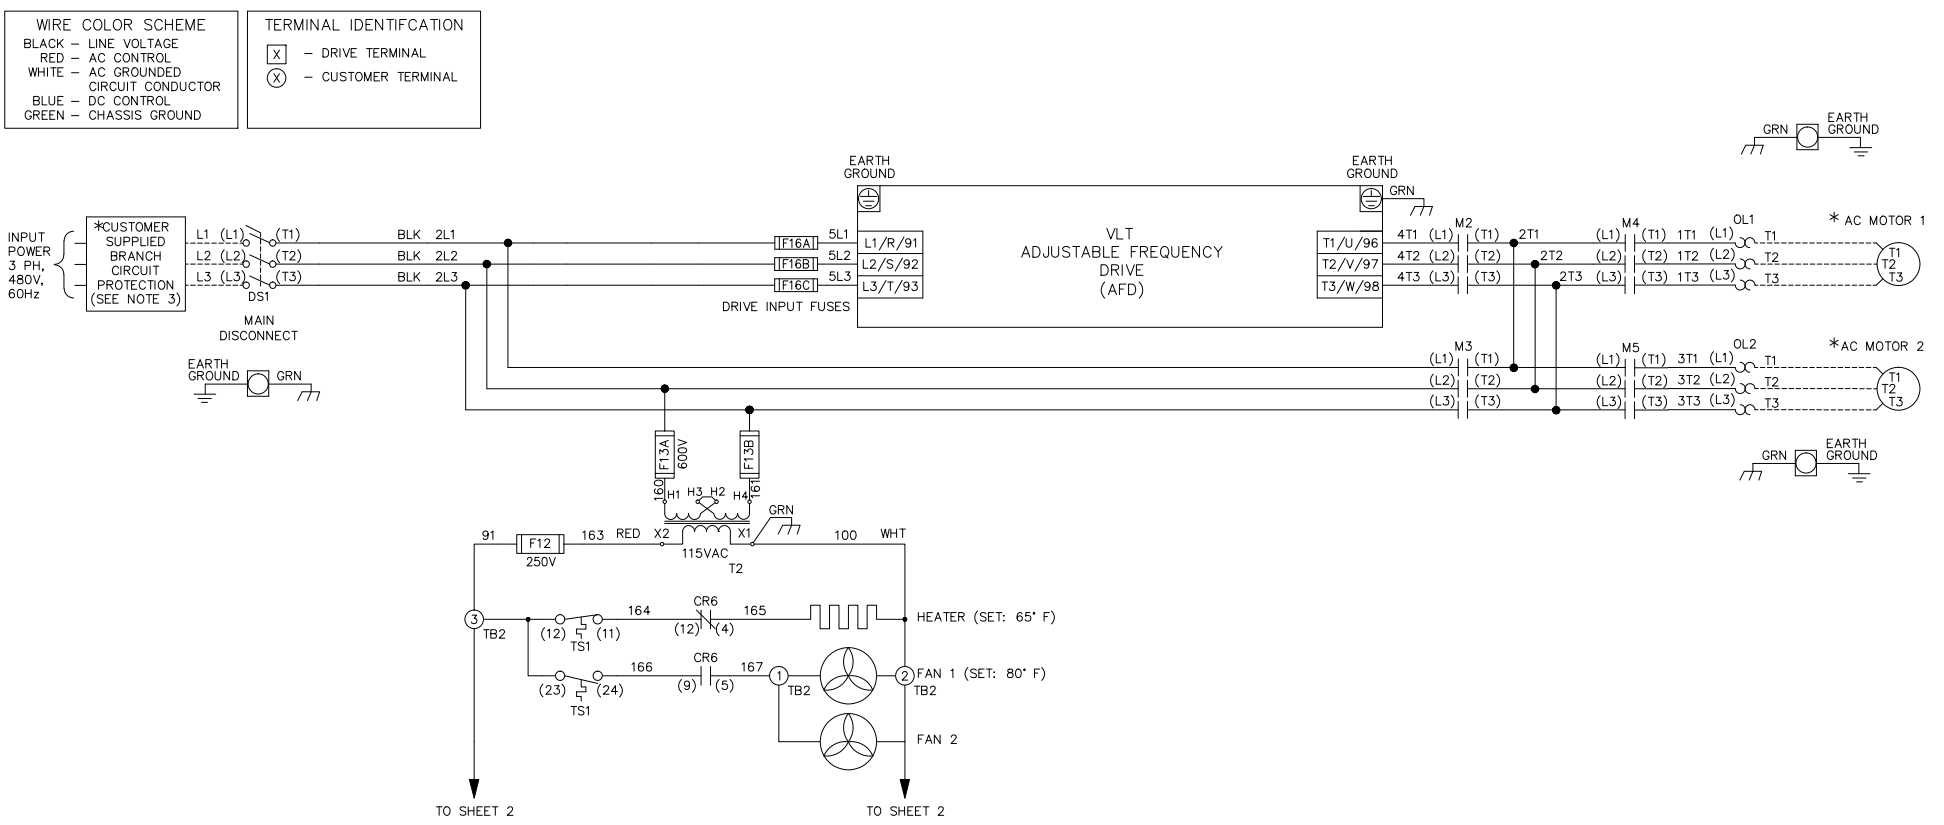 WIRE COLOR SCHEME
BLACK – LINE VOLTAGE
RED – AC CONTROL
WHITE – AC GROUNDED
CIRCUIT CONDUCTOR
BLUE – DC CONTROL
GREEN – CHASSIS GROUND
TERMINAL IDENTIFCATION
X – DRIVE TERMINAL
X – CUSTOMER TERMINAL
INPUT
POWER
3 PH,
480V,
60Hz
*CUSTOMER
SUPPLIED
BRANCH
CIRCUIT
PROTECTION
(SEE NOTE 3)
L1 (L1) (T1) BLK 2L1 F16A 5L1 L1/R/91
L2 (L2) (T2) BLK 2L2 F16B 5L2 L2/S/92
L3 (L3) (T3) BLK 2L3 F16C 5L3 L3/T/93
DS1
MAIN
DISCONNECT
DRIVE INPUT FUSES
EARTH
GROUND
GRN
EARTH
GROUND
VLT
ADJUSTABLE FREQUENCY
DRIVE
(AFD)
EARTH
GROUND
GRN
T1/U/96 4T1 (L1) M2 (T1) 2T1 (L1) M4 (T1) 1T1 (L1) OL1 T1
T2/V/97 4T2 (L2) (T2) 2T2 (L2) (T2) 1T2 (L2) T2
T3/W/98 4T3 (L3) (T3) 2T3 (L3) (T3) 1T3 (L3) T3
* AC MOTOR 1
T1
T2
T3
GRN
EARTH
GROUND
(L1) M3 (T1) (L1) M5 (T1) 3T1 (L1) OL2 T1
(L2) (T2) (L2) (T2) 3T2 (L2) T2
(L3) (T3) (L3) (T3) 3T3 (L3) T3
* AC MOTOR 2
T1
T2
T3
GRN
EARTH
GROUND
F13A
600V
F13B
160
161
H1 H3 H2 H4
GRN
91 F12 163 RED X2 X1 100 WHT
250V
115VAC
T2
3
TB2
(12) (11) 164 CR6 165
TS1
(12) (4)
HEATER (SET: 65° F)
(23) (24) 166 CR6 167
TS1
(9) (5)
1
TB2
2
TB2
FAN 1 (SET: 80° F)
FAN 2
TO SHEET 2
TO SHEET 2